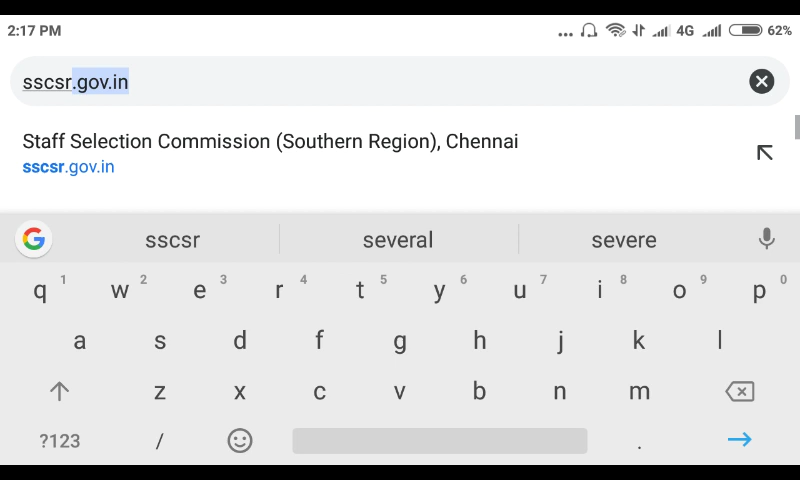 2:17 PM ... 4G 62%
sscsr.gov.in
Staff Selection Commission (Southern Region), Chennai
sscsr.gov.in
G sscsr several severe
q 1 w 2 e 3 r 4 t 5 y 6 u 7 i 8 o 9 p 0
a s d f g h j k l
z x c v b n m
?123 / .